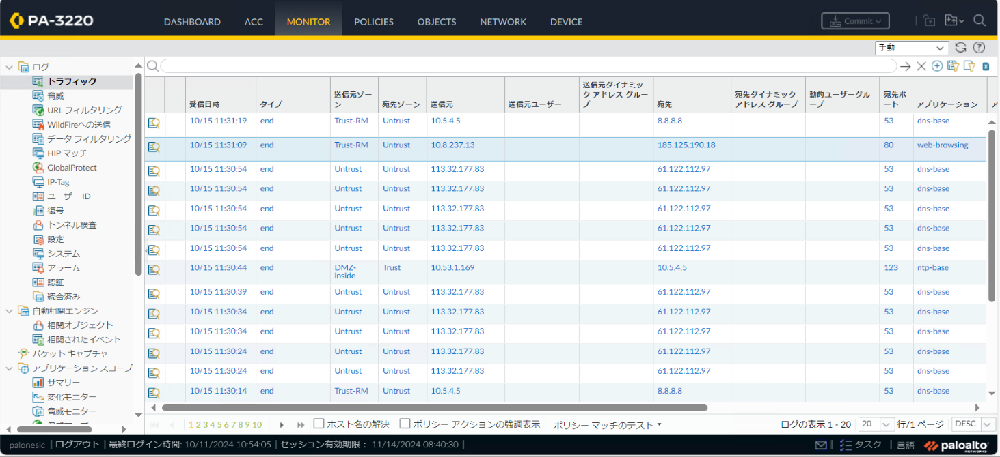 PA-3220 DASHBOARD ACC MONITOR POLICIES OBJECTS NETWORK DEVICE Commit
手動
ログ
トラフィック
脅威
URL フィルタリング
WildFireへの送信
データ フィルタリング
HIP マッチ
GlobalProtect
IP-Tag
ユーザー ID
復号
トンネル検査
設定
システム
アラーム
認証
統合済み
自動相関エンジン
相関オブジェクト
相関されたイベント
パケット キャプチャ
アプリケーション スコープ
サマリー
変化モニター
脅威モニター
受信日時 タイプ 送信元ゾーン 宛先ゾーン 送信元 送信元ユーザー 送信元ダイナミック アドレス グループ 宛先 宛先ダイナミック アドレス グループ 動的ユーザーグループ 宛先ポート アプリケーション ア
10/15 11:31:19 end Trust-RM Untrust 10.5.4.5 8.8.8.8 53 dns-base
10/15 11:31:09 end Trust-RM Untrust 10.8.237.13 185.125.190.18 80 web-browsing
10/15 11:30:54 end Untrust Untrust 113.32.177.83 61.122.112.97 53 dns-base
10/15 11:30:54 end Untrust Untrust 113.32.177.83 61.122.112.97 53 dns-base
10/15 11:30:54 end Untrust Untrust 113.32.177.83 61.122.112.97 53 dns-base
10/15 11:30:54 end Untrust Untrust 113.32.177.83 61.122.112.97 53 dns-base
10/15 11:30:54 end Untrust Untrust 113.32.177.83 61.122.112.97 53 dns-base
10/15 11:30:44 end DMZ-inside Trust 10.53.1.169 10.5.4.5 123 ntp-base
10/15 11:30:39 end Untrust Untrust 113.32.177.83 61.122.112.97 53 dns-base
10/15 11:30:34 end Untrust Untrust 113.32.177.83 61.122.112.97 53 dns-base
10/15 11:30:34 end Untrust Untrust 113.32.177.83 61.122.112.97 53 dns-base
10/15 11:30:24 end Untrust Untrust 113.32.177.83 61.122.112.97 53 dns-base
10/15 11:30:24 end Untrust Untrust 113.32.177.83 61.122.112.97 53 dns-base
10/15 11:30:14 end Trust-RM Untrust 10.5.4.5 8.8.8.8 53 dns-base
1 2 3 4 5 6 7 8 9 10 ホスト名の解決 ポリシー アクションの強調表示 ポリシー マッチのテスト ログの表示 1 - 20 20 行/1 ページ DESC
palonesic | ログアウト | 最終ログイン時間: 10/11/2024 10:54:05 | セッション有効期限： 11/14/2024 08:40:30 | タスク | 言語 paloalto NETWORKS